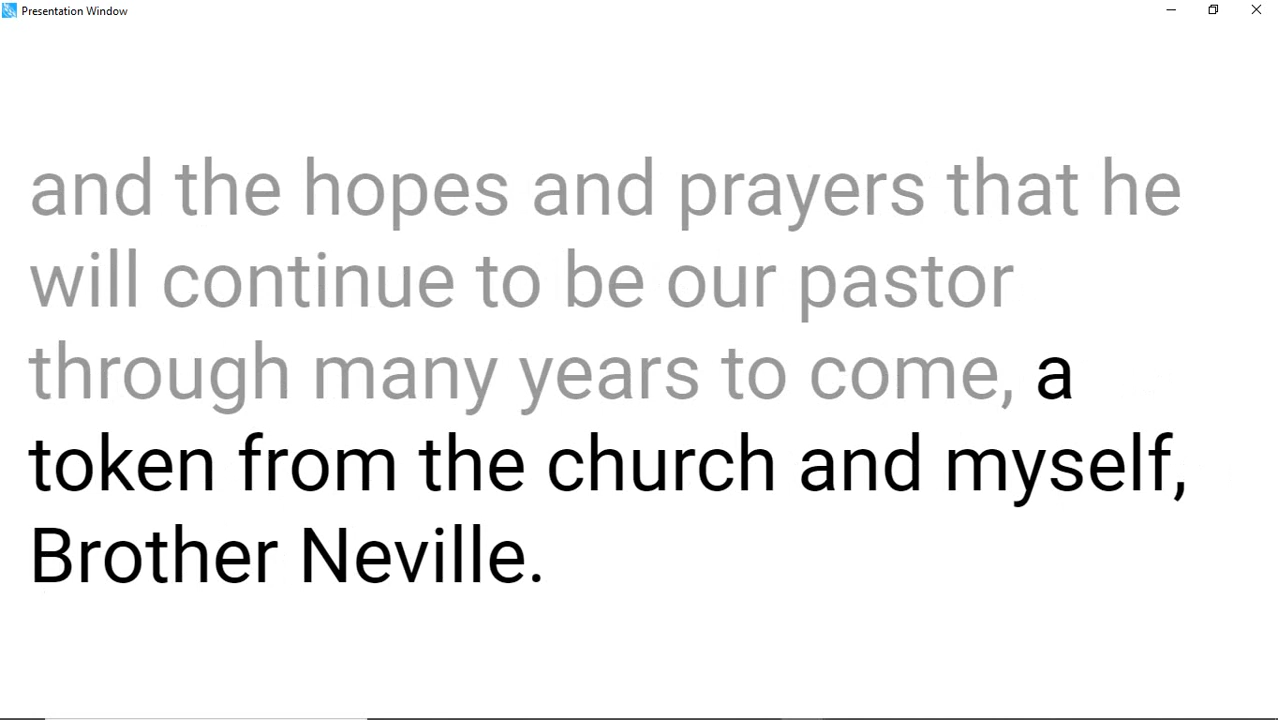 Presentation Window
and the hopes and prayers that he
will continue to be our pastor
through many years to come, a
token from the church and myself,
Brother Neville.